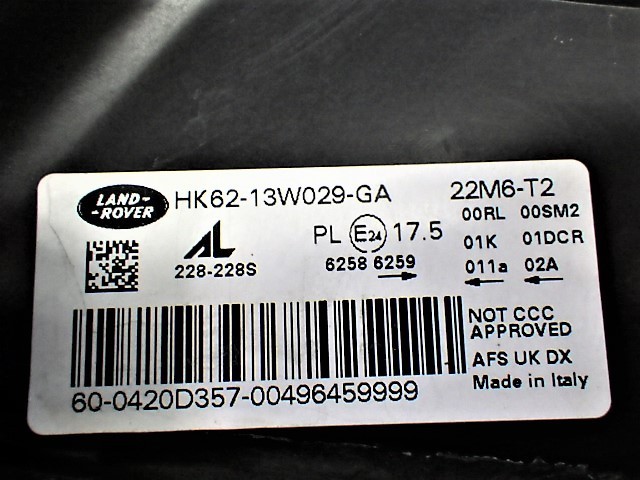 LAND-
-ROVER
HK62-13W029-GA
22M6-T2
00RL 00SM2
AL
228-228S
PL E24 17.5
6258 6259
01K 01DCR
011a 02A
NOT CCC
APPROVED
AFS UK DX
Made in Italy
60-0420D357-00496459999